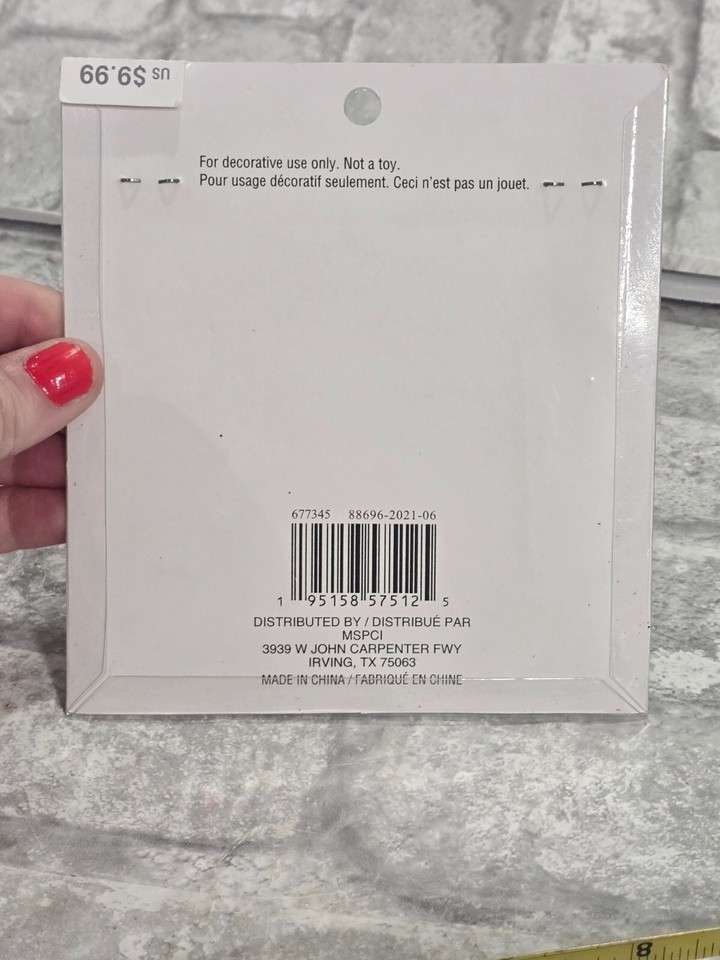 US $9.99
For decorative use only. Not a toy.
Pour usage décoratif seulement. Ceci n'est pas un jouet.
677345 88696-2021-06
1 95158 57512 5
DISTRIBUTED BY / DISTRIBUÉ PAR
MSPCI
3939 W JOHN CARPENTER FWY
IRVING, TX 75063
MADE IN CHINA / FABRIQUÉ EN CHINE
8